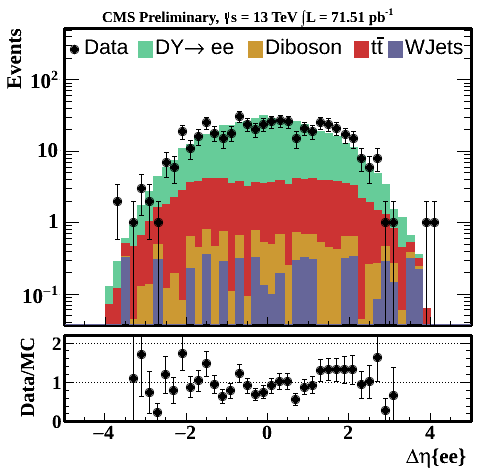 CMS Preliminary, √s = 13 TeV ∫L = 71.51 pb⁻¹
Events
Data DY→ ee Diboson tt̄ WJets
10²
10
1
10⁻¹
Data/MC
2
1
0
−4 −2 0 2 4
Δη{ee}